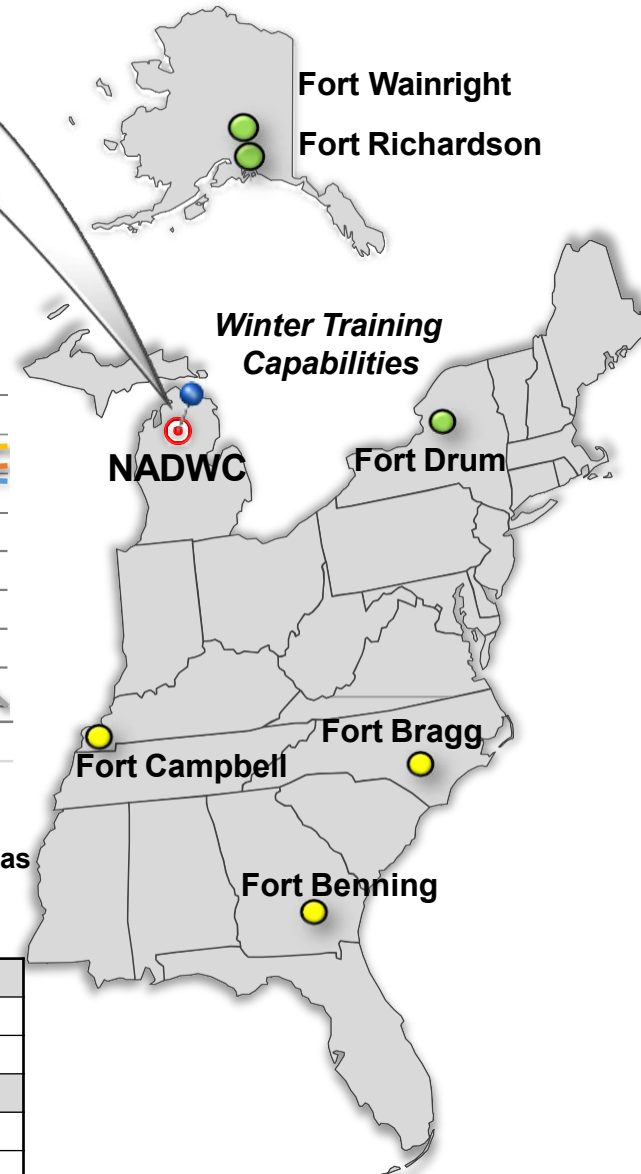 Fort Wainright
Fort Richardson
Winter Training
Capabilities
NADWC
Fort Drum
Fort Bragg
Fort Campbell
as
Fort Benning